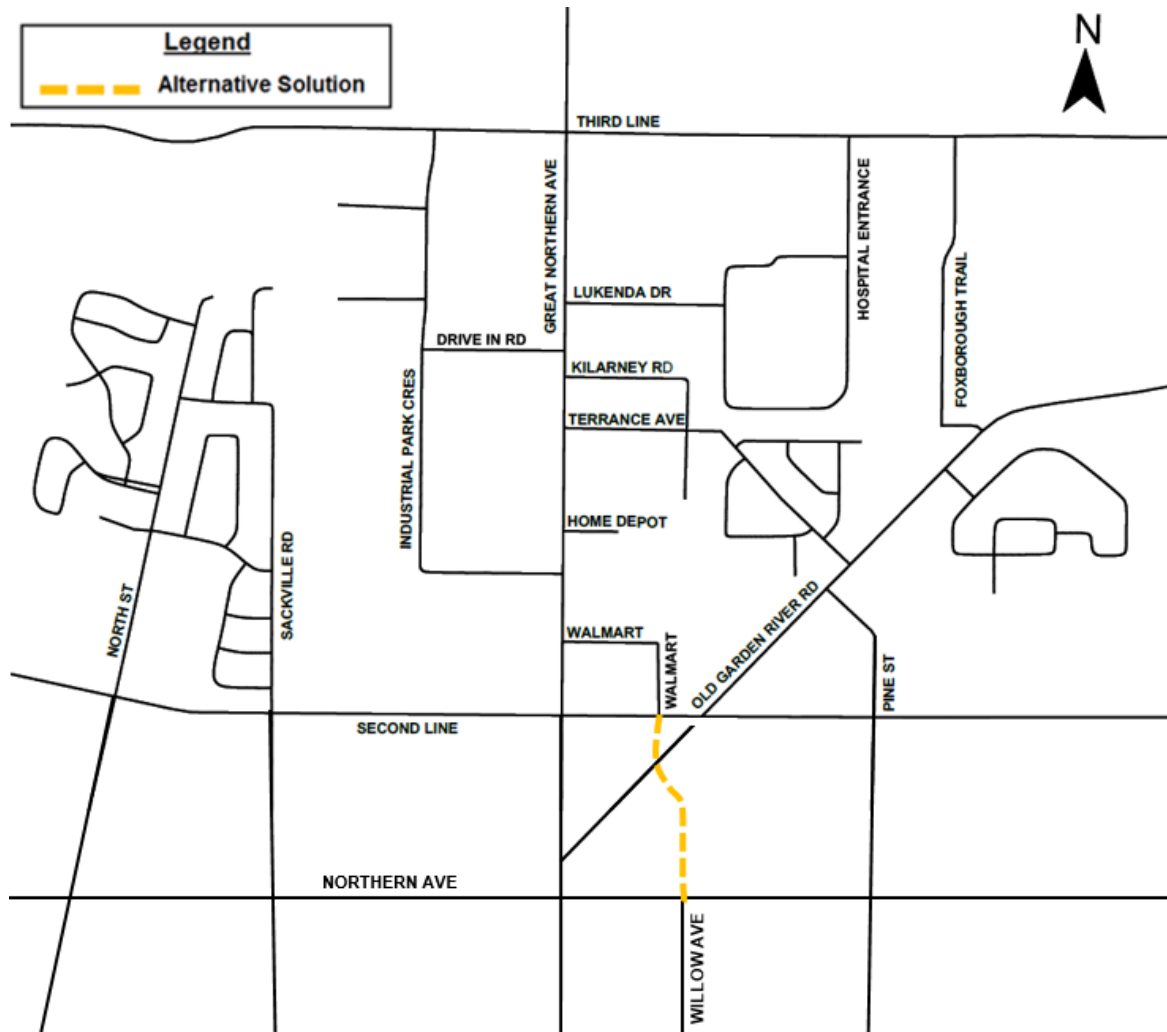 Legend
Alternative Solution
N
THIRD LINE
GREAT NORTHERN AVE
HOSPITAL ENTRANCE
FOXBOROUGH TRAIL
LUKENDA DR
DRIVE IN RD
KILARNEY RD
INDUSTRIAL PARK CRES
TERRANCE AVE
HOME DEPOT
SACKVILLE RD
NORTH ST
WALMART
WALMART
OLD GARDEN RIVER RD
PINE ST
SECOND LINE
NORTHERN AVE
WILLOW AVE